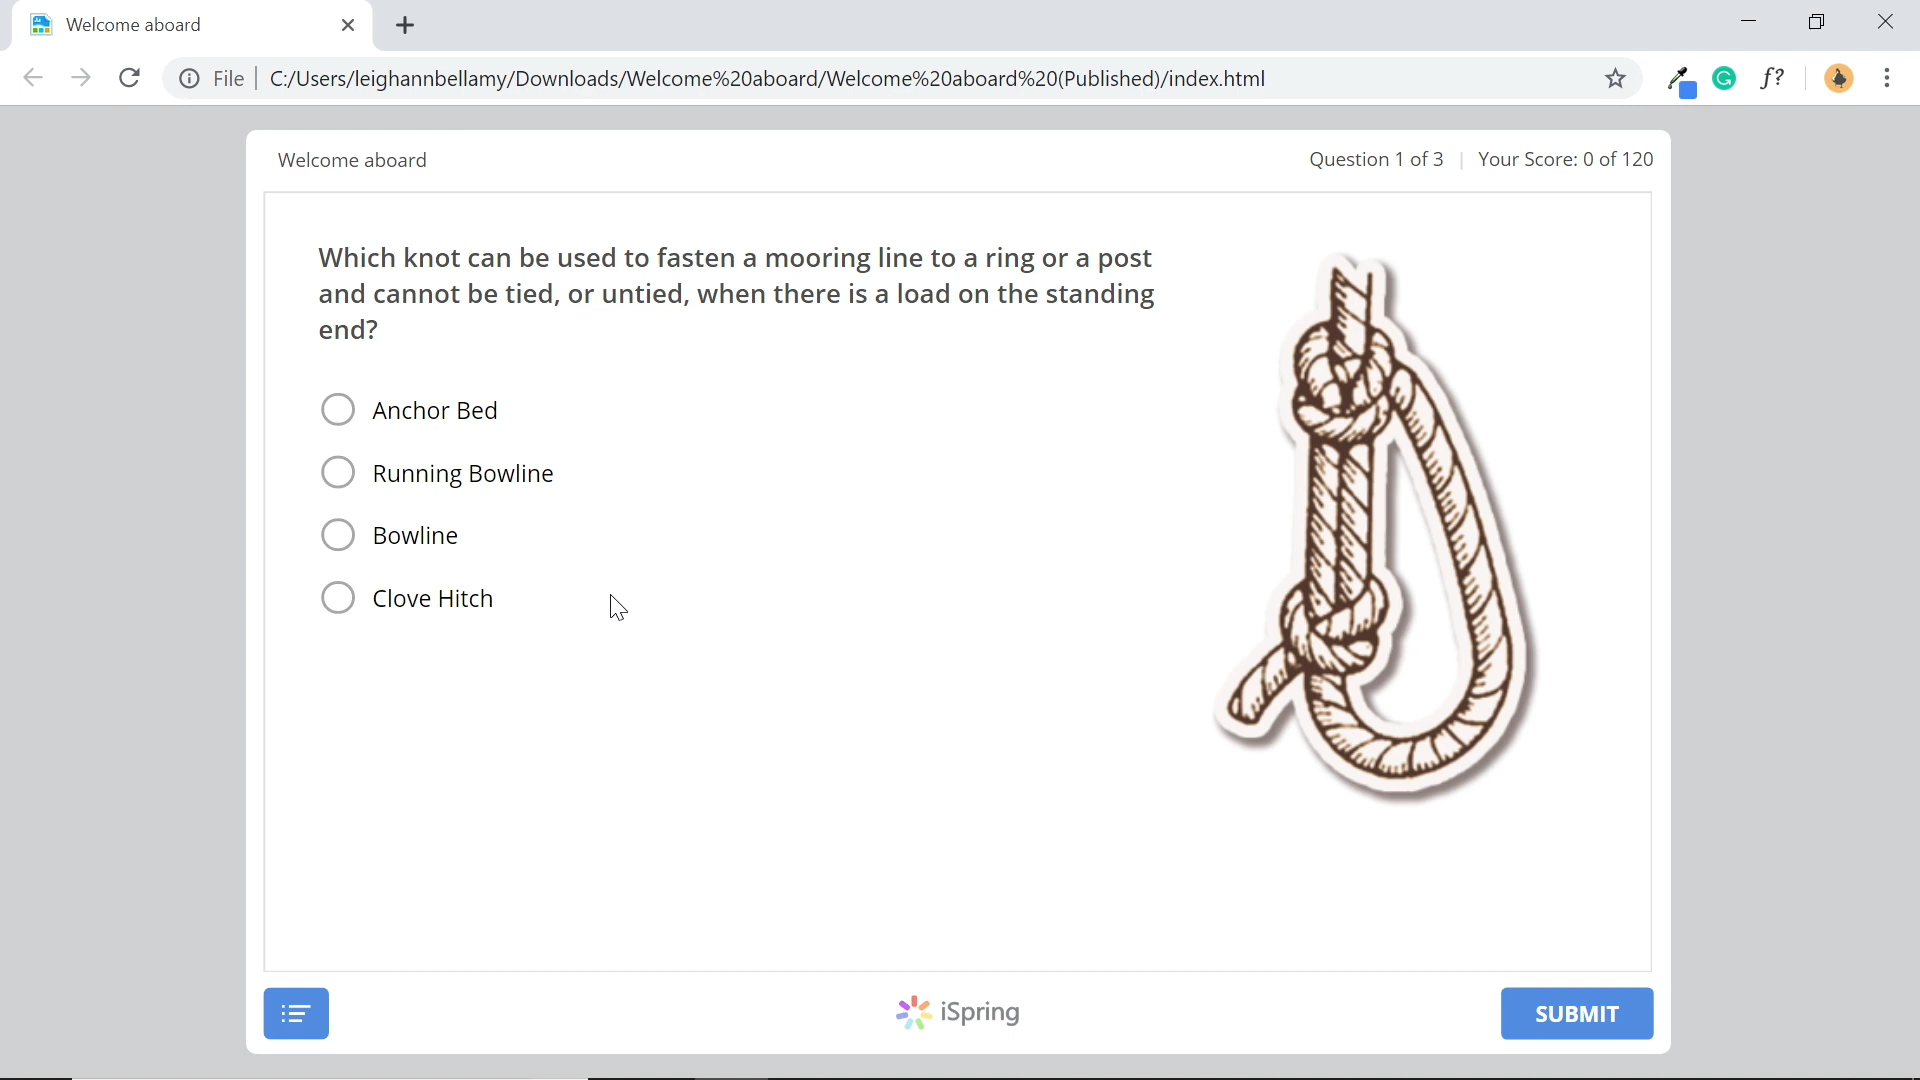 Welcome aboard
File
C:/Users/leighannbellamy/Downloads/Welcome%20aboard/Welcome%20aboard%20(Published)/index.html
f?
Welcome aboard
Question 1 of 3 | Your Score: 0 of 120
Which knot can be used to fasten a mooring line to a ring or a post
and cannot be tied, or untied, when there is a load on the standing
end?
Anchor Bed
Running Bowline
Bowline
Clove Hitch
iSpring
SUBMIT